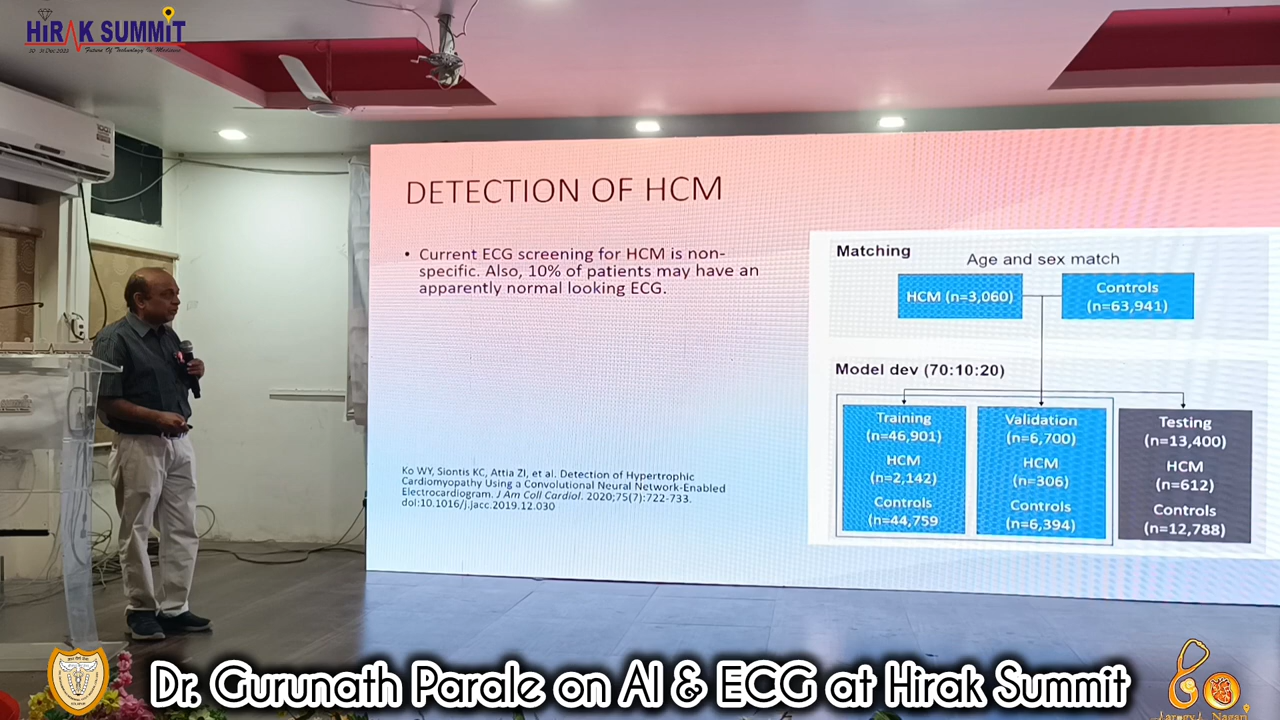 HiRAK SUMMIT
Future Of Technology In Medicine
DETECTION OF HCM
• Current ECG screening for HCM is non-
specific. Also, 10% of patients may have an
apparently normal looking ECG.
Ko WY, Siontis KC, Attia ZI, et al. Detection of Hypertrophic
Cardiomyopathy Using a Convolutional Neural Network-Enabled
Electrocardiogram. J Am Coll Cardiol. 2020;75(7):722-733.
doi:10.1016/j.jacc.2019.12.030
Matching
Age and sex match
HCM (n=3,060)
Controls
(n=63,941)
Model dev (70:10:20)
Training
(n=46,901)
HCM
(n=2,142)
Controls
(n=44,759
Validation
(n=6,700)
HCM
(n=306)
Controls
(n=6,394)
Testing
(n=13,400)
HCM
(n=612)
Controls
(n=12,788)
Dr. Gurunath Parale on AI & ECG at Hirak Summit